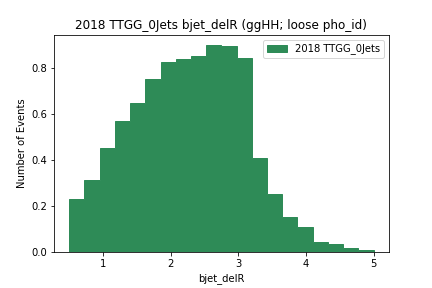 2018 TTGG_0Jets bjet_delR (ggHH; loose pho_id)
2018 TTGG_0Jets
Number of Events
0.8
0.6
0.4
0.2
0.0
1 2 3 4 5
bjet_delR